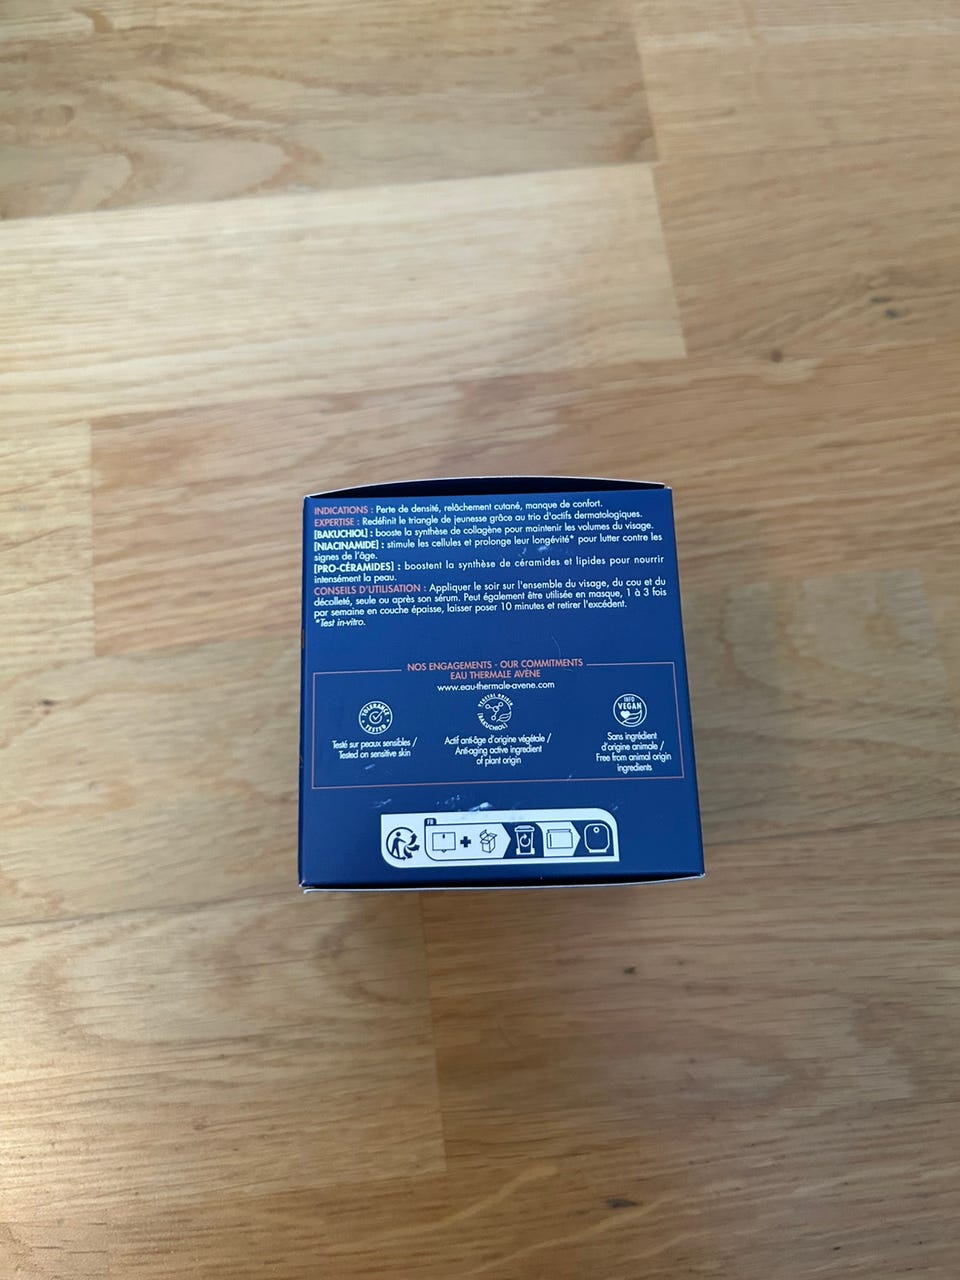 INDICATIONS : Perte de densité, relâchement cutané, manque de confort.
EXPERTISE : Redéfinit le triangle de jeunesse grâce au trio d'actifs dermatologiques.
[BAKUCHIOL] : booste la synthèse de collagène pour maintenir les volumes du visage.
[NIACINAMIDE] : stimule les cellules et prolonge leur longévité* pour lutter contre les
signes de l'âge.
[PRO-CÉRAMIDES] : boostent la synthèse de céramides et lipides pour nourrir
intensément la peau.
CONSEILS D'UTILISATION : Appliquer le soir sur l'ensemble du visage, du cou et du
décolleté, seule ou après son sérum. Peut également être utilisée en masque, 1 à 3 fois
par semaine en couche épaisse, laisser poser 10 minutes et retirer l'excédent.
*Test in-vitro.
NOS ENGAGEMENTS - OUR COMMITMENTS
EAU THERMALE AVÈNE
www.eau-thermale-avene.com
TOLERANCE
TESTED
Testé sur peaux sensibles /
Tested on sensitive skin
VEGETAL ORIGIN
[BAKUCHIOL]
Actif anti-âge d'origine végétale /
Anti-aging active ingredient
of plant origin
INFO
VEGAN
Sans ingrédient
d'origine animale /
Free from animal origin
ingredients
FR